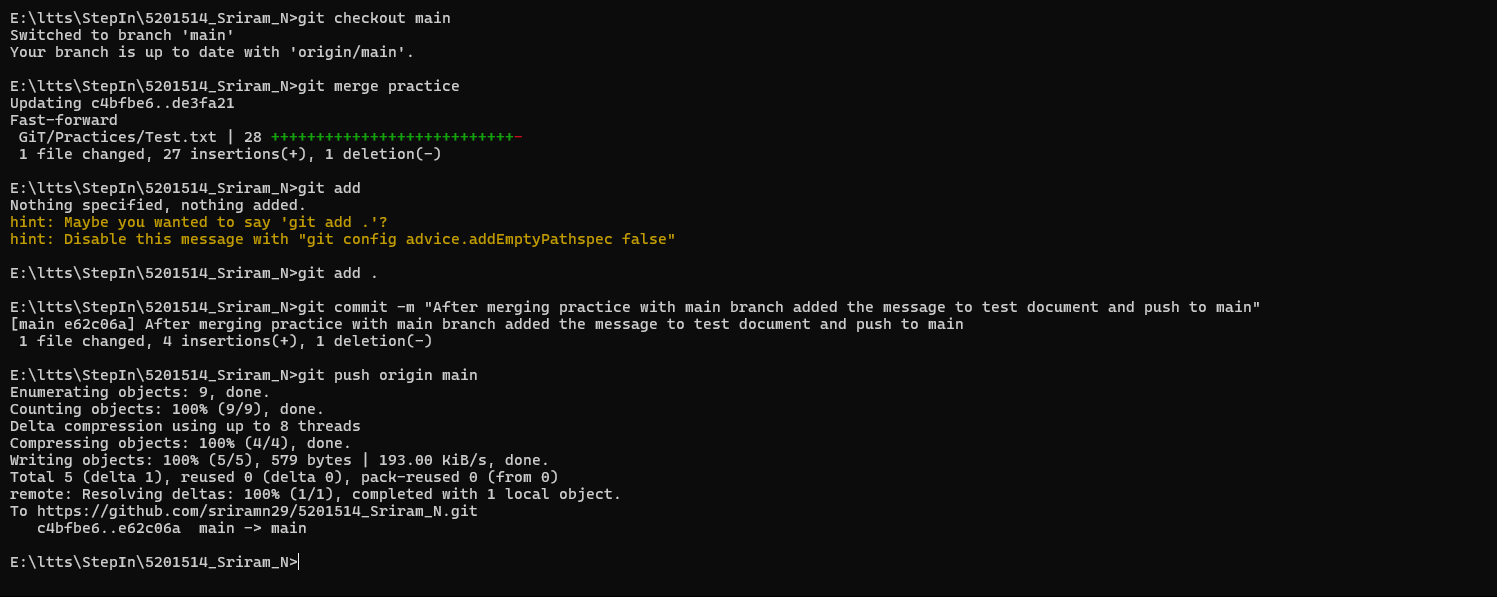 E:\ltts\StepIn\5201514_Sriram_N>git checkout main
Switched to branch 'main'
Your branch is up to date with 'origin/main'.
E:\ltts\StepIn\5201514_Sriram_N>git merge practice
Updating c4bfbe6..de3fa21
Fast-forward
 GiT/Practices/Test.txt | 28 +++++++++++++++++++++++++++-
 1 file changed, 27 insertions(+), 1 deletion(-)
E:\ltts\StepIn\5201514_Sriram_N>git add
Nothing specified, nothing added.
hint: Maybe you wanted to say 'git add .'?
hint: Disable this message with "git config advice.addEmptyPathspec false"
E:\ltts\StepIn\5201514_Sriram_N>git add .
E:\ltts\StepIn\5201514_Sriram_N>git commit -m "After merging practice with main branch added the message to test document and push to main"
[main e62c06a] After merging practice with main branch added the message to test document and push to main
 1 file changed, 4 insertions(+), 1 deletion(-)
E:\ltts\StepIn\5201514_Sriram_N>git push origin main
Enumerating objects: 9, done.
Counting objects: 100% (9/9), done.
Delta compression using up to 8 threads
Compressing objects: 100% (4/4), done.
Writing objects: 100% (5/5), 579 bytes | 193.00 KiB/s, done.
Total 5 (delta 1), reused 0 (delta 0), pack-reused 0 (from 0)
remote: Resolving deltas: 100% (1/1), completed with 1 local object.
To https://github.com/sriramn29/5201514_Sriram_N.git
   c4bfbe6..e62c06a  main -> main
E:\ltts\StepIn\5201514_Sriram_N>